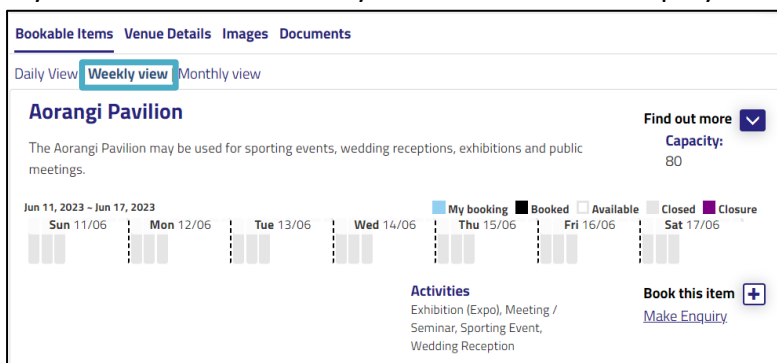 Bookable Items Venue Details Images Documents
Daily View Weekly view Monthly view
Aorangi Pavilion
Find out more
The Aorangi Pavilion may be used for sporting events, wedding receptions, exhibitions and public
meetings.
Capacity:
80
Jun 11, 2023 ~ Jun 17, 2023
My booking Booked Available Closed Closure
Sun 11/06 Mon 12/06 Tue 13/06 Wed 14/06 Thu 15/06 Fri 16/06 Sat 17/06
Activities
Exhibition (Expo), Meeting /
Seminar, Sporting Event,
Wedding Reception
Book this item
Make Enquiry